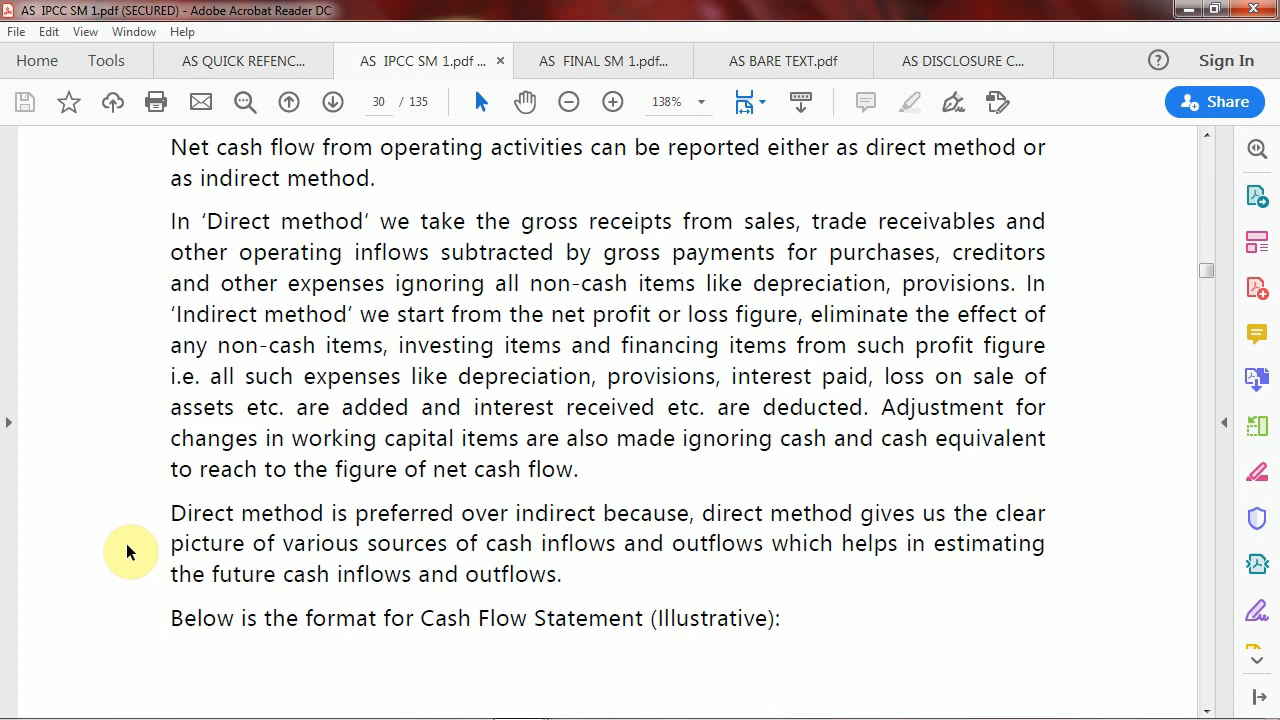 AS IPCC SM 1.pdf (SECURED) - Adobe Acrobat Reader DC
File Edit View Window Help
Home Tools AS QUICK REFENC... AS IPCC SM 1.pdf ... × AS FINAL SM 1.pdf... AS BARE TEXT.pdf AS DISCLOSURE C... Sign In
30 / 135 138% Share
Net cash flow from operating activities can be reported either as direct method or
as indirect method.
In ‘Direct method‘ we take the gross receipts from sales, trade receivables and
other operating inflows subtracted by gross payments for purchases, creditors
and other expenses ignoring all non-cash items like depreciation, provisions. In
‘Indirect method’ we start from the net profit or loss figure, eliminate the effect of
any non-cash items, investing items and financing items from such profit figure
i.e. all such expenses like depreciation, provisions, interest paid, loss on sale of
assets etc. are added and interest received etc. are deducted. Adjustment for
changes in working capital items are also made ignoring cash and cash equivalent
to reach to the figure of net cash flow.
Direct method is preferred over indirect because, direct method gives us the clear
picture of various sources of cash inflows and outflows which helps in estimating
the future cash inflows and outflows.
Below is the format for Cash Flow Statement (Illustrative):